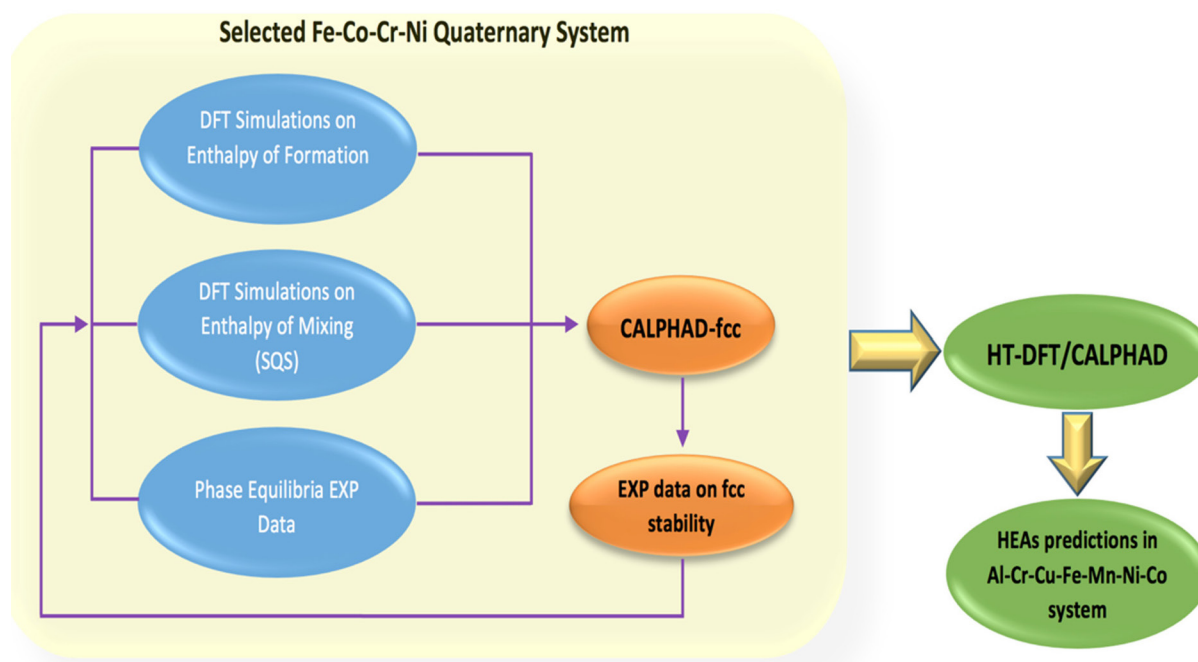 Selected Fe-Co-Cr-Ni Quaternary System
DFT Simulations on
Enthalpy of Formation
DFT Simulations on
Enthalpy of Mixing
(SQS)
Phase Equilibria EXP
Data
CALPHAD-fcc
EXP data on fcc
stability
HT-DFT/CALPHAD
HEAs predictions in
Al-Cr-Cu-Fe-Mn-Ni-Co
system